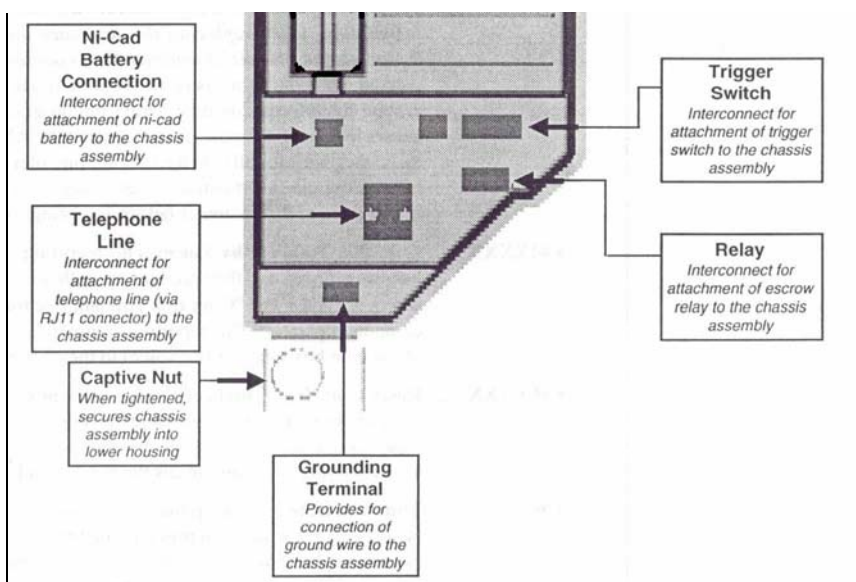 Ni-Cad
Battery
Connection
Interconnect for
attachment of ni-cad
battery to the chassis
assembly
Telephone
Line
Interconnect for
attachment of
telephone line (via
RJ11 connector) to the
chassis assembly
Captive Nut
When tightened,
secures chassis
assembly into
lower housing
Grounding
Terminal
Provides for
connection of
ground wire to the
chassis assembly
Trigger
Switch
Interconnect for
attachment of trigger
switch to the chassis
assembly
Relay
Interconnect for
attachment of escrow
relay to the chassis
assembly